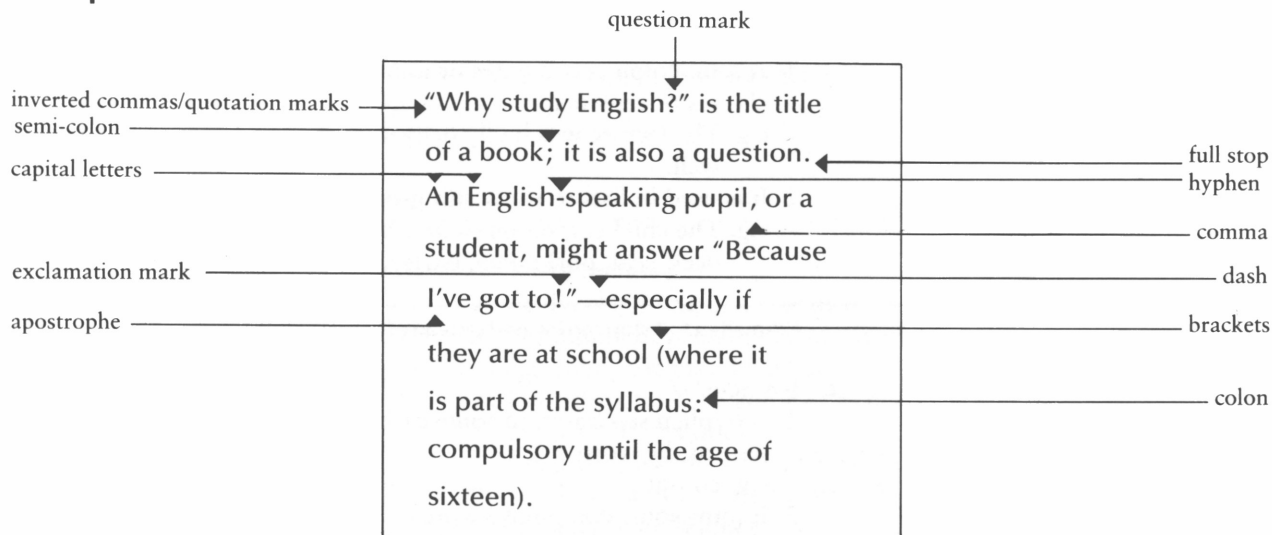 question mark
inverted commas/quotation marks
semi-colon
capital letters
exclamation mark
apostrophe
“Why study English?” is the title
of a book; it is also a question.
An English-speaking pupil, or a
student, might answer “Because
I’ve got to!”—especially if
they are at school (where it
is part of the syllabus:
compulsory until the age of
sixteen).
full stop
hyphen
comma
dash
brackets
colon